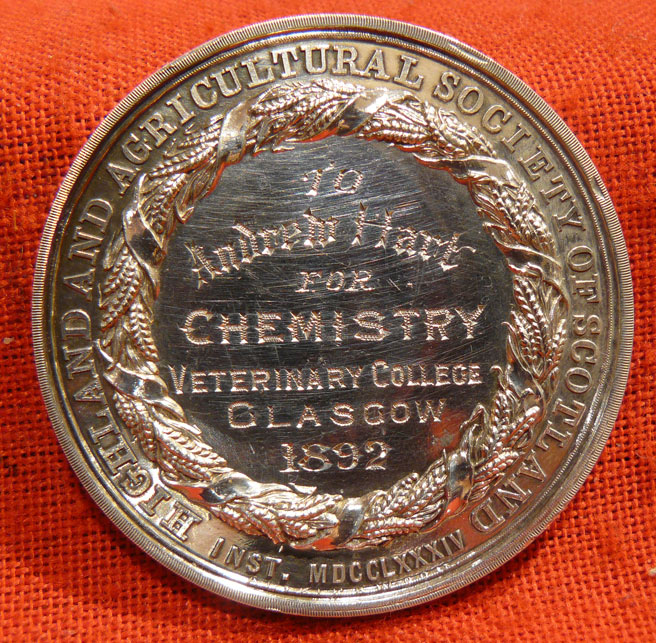 HIGHLAND AND AGRICULTURAL SOCIETY OF SCOTLAND
TO
Andrew Hart
FOR
CHEMISTRY
VETERINARY COLLEGE
GLASGOW
1892
INST. MDCCLXXXIV